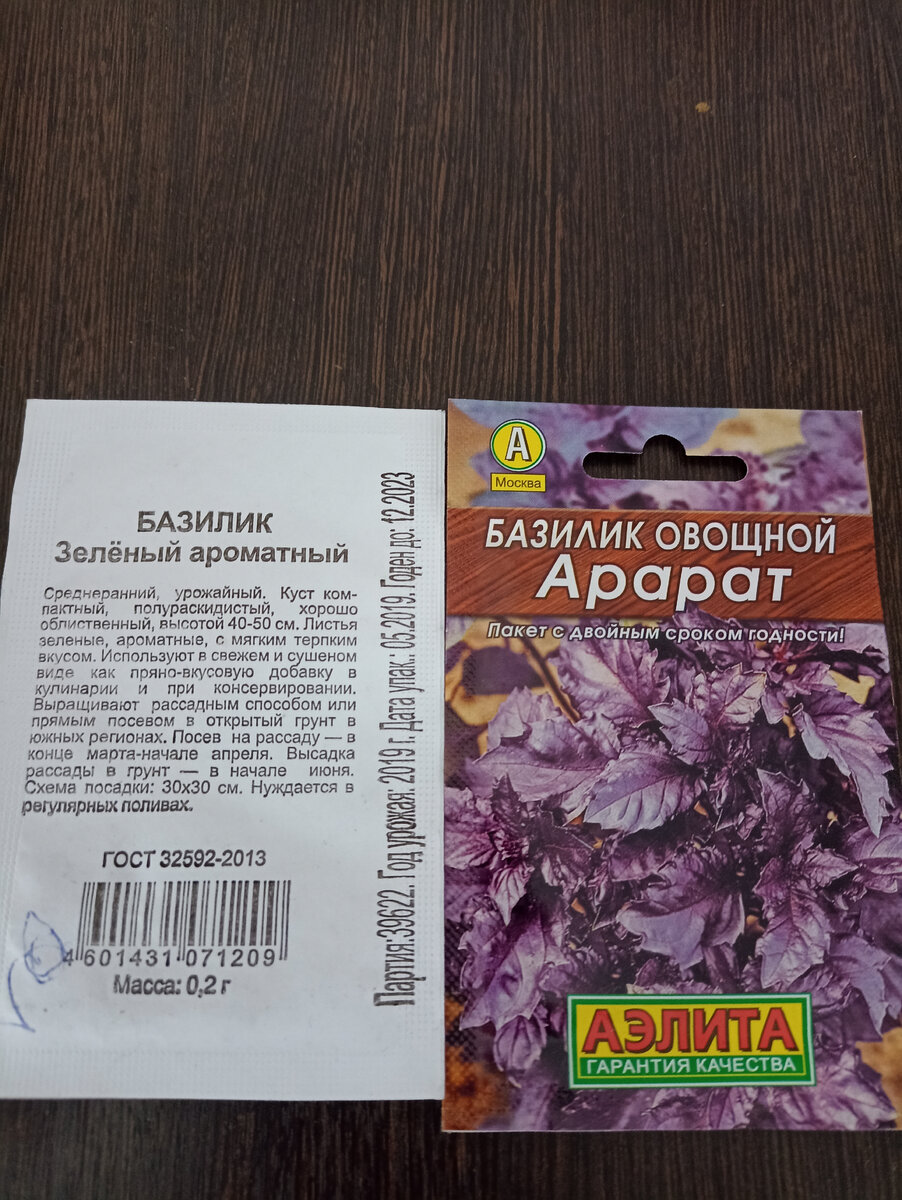 БАЗИЛИК
Зелёный ароматный
Среднеранний, урожайный. Куст ком-
пактный, полураскидистый, хорошо
облиственный, высотой 40-50 см. Листья
зеленые, ароматные, с мягким терпким
вкусом. Используют в свежем и сушеном
виде как пряно-вкусовую добавку в
кулинарии и при консервировании.
Выращивают рассадным способом или
прямым посевом в открытый грунт в
южных регионах. Посев на рассаду — в
конце марта-начале апреля. Высадка
рассады в грунт — в начале июня.
Схема посадки: 30х30 см. Нуждается в
регулярных поливах.
ГОСТ 32592-2013
4 601431 071209
Масса: 0,2 г
Партия:39622. Год урожая: 2019 г. Дата упак.: 05.2019. Годен до: 12.2023
А
Москва
БАЗИЛИК ОВОЩНОЙ
Арарат
Пакет с двойным сроком годности!
АЭЛИТА
ГАРАНТИЯ КАЧЕСТВА